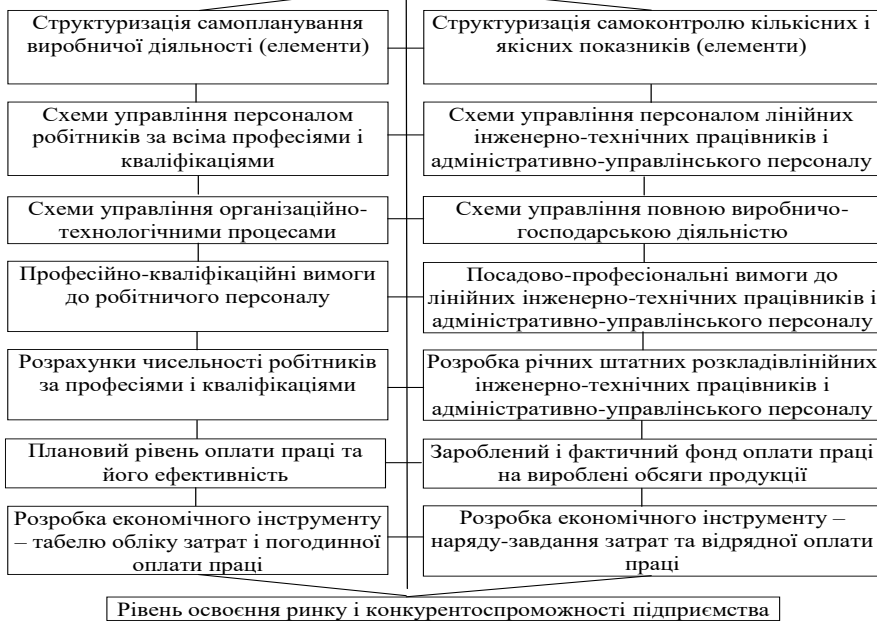 Структуризація самопланування
виробничої діяльності (елементи)
Структуризація самоконтролю кількісних і
якісних показників (елементи)
Схеми управління персоналом
робітників за всіма професіями і
кваліфікаціями
Схеми управління персоналом лінійних
інженерно-технічних працівників і
адміністративно-управлінського персоналу
Схеми управління організаційно-
технологічними процесами
Схеми управління повною виробничо-
господарською діяльністю
Професійно-кваліфікаційні вимоги
до робітничого персоналу
Посадово-професіональні вимоги до
лінійних інженерно-технічних працівників і
адміністративно-управлінського персоналу
Розрахунки чисельності робітників
за професіями і кваліфікаціями
Розробка річних штатних розкладівлінійних
інженерно-технічних працівників і
адміністративно-управлінського персоналу
Плановий рівень оплати праці та
його ефективність
Зароблений і фактичний фонд оплати праці
на вироблені обсяги продукції
Розробка економічного інструменту
– табелю обліку затрат і погодинної
оплати праці
Розробка економічного інструменту –
наряду-завдання затрат та відрядної оплати
праці
Рівень освоєння ринку і конкурентоспроможності підприємства